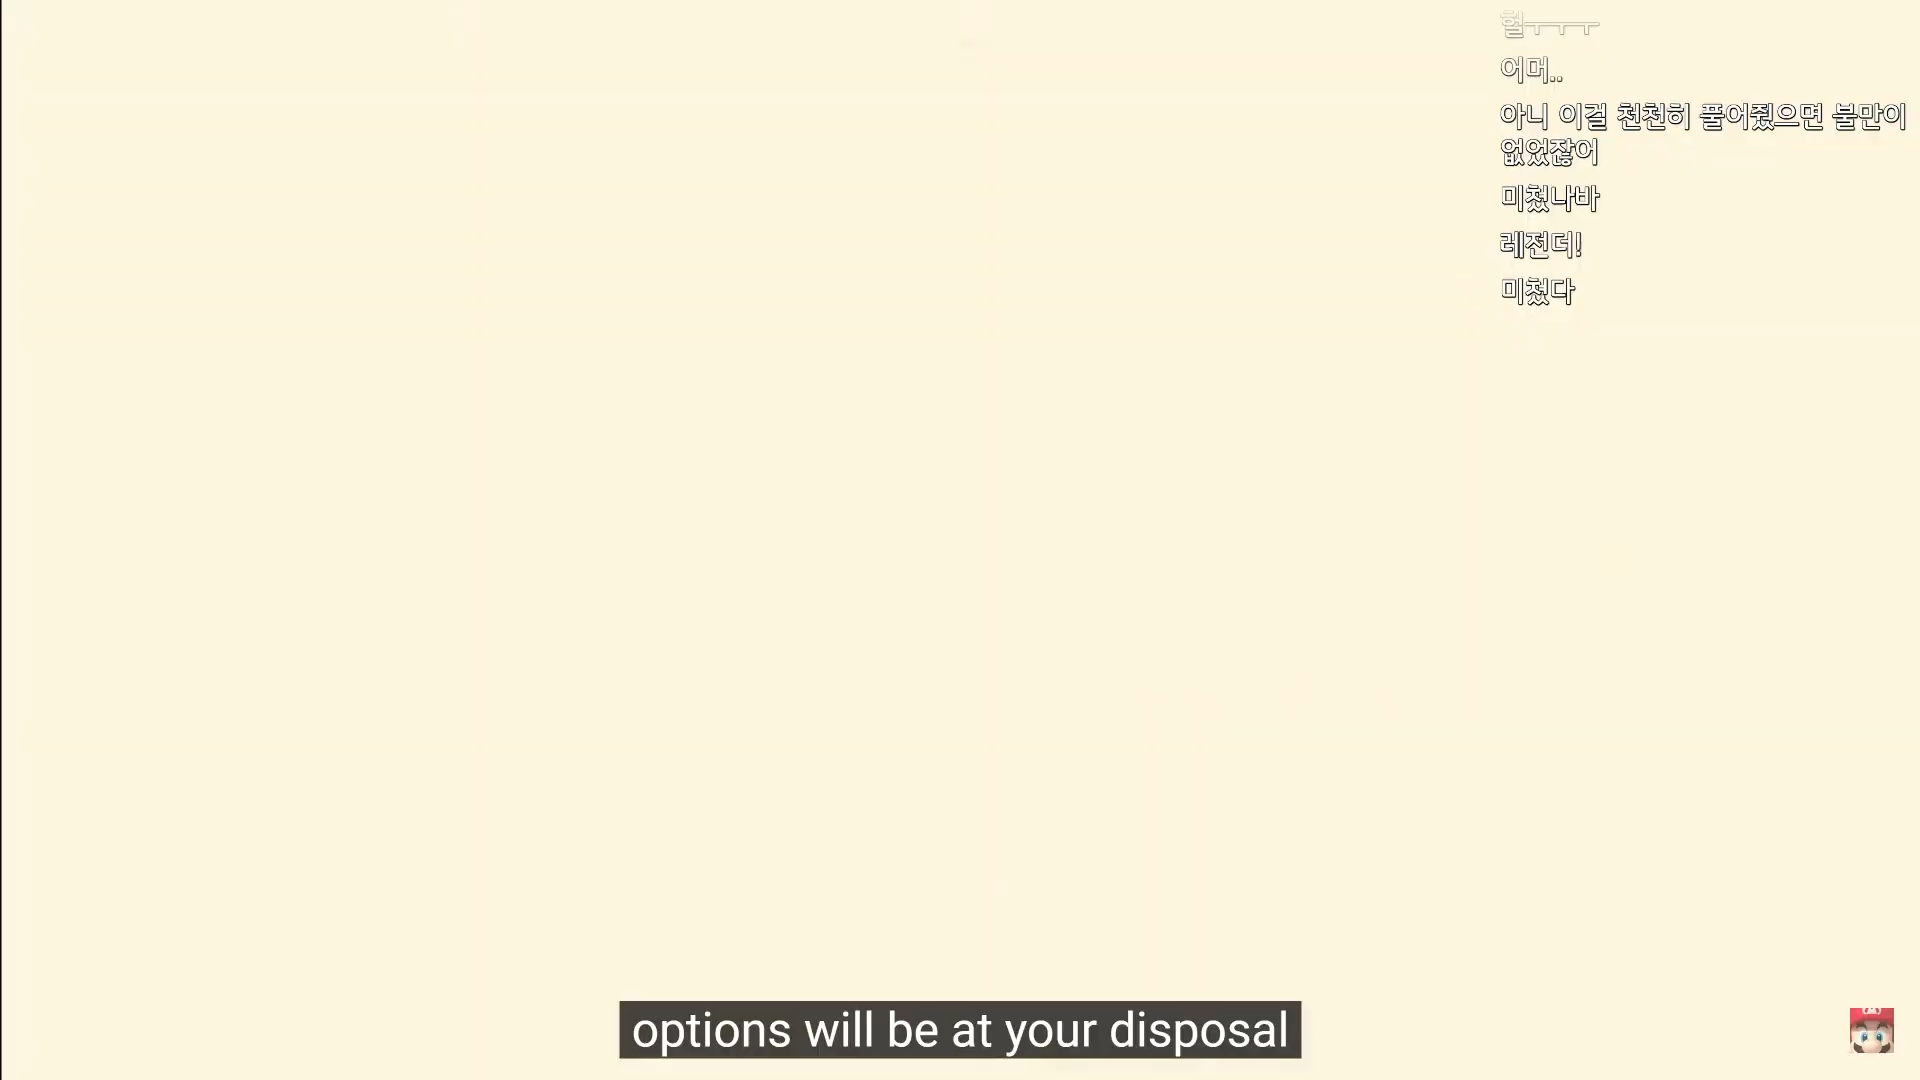 헐ㅜㅜㅜ
어머..
아니 이걸 천천히 풀어줬으면 불만이
없었잖어
미쳤나바
레전더!
미쳤다
options will be at your disposal